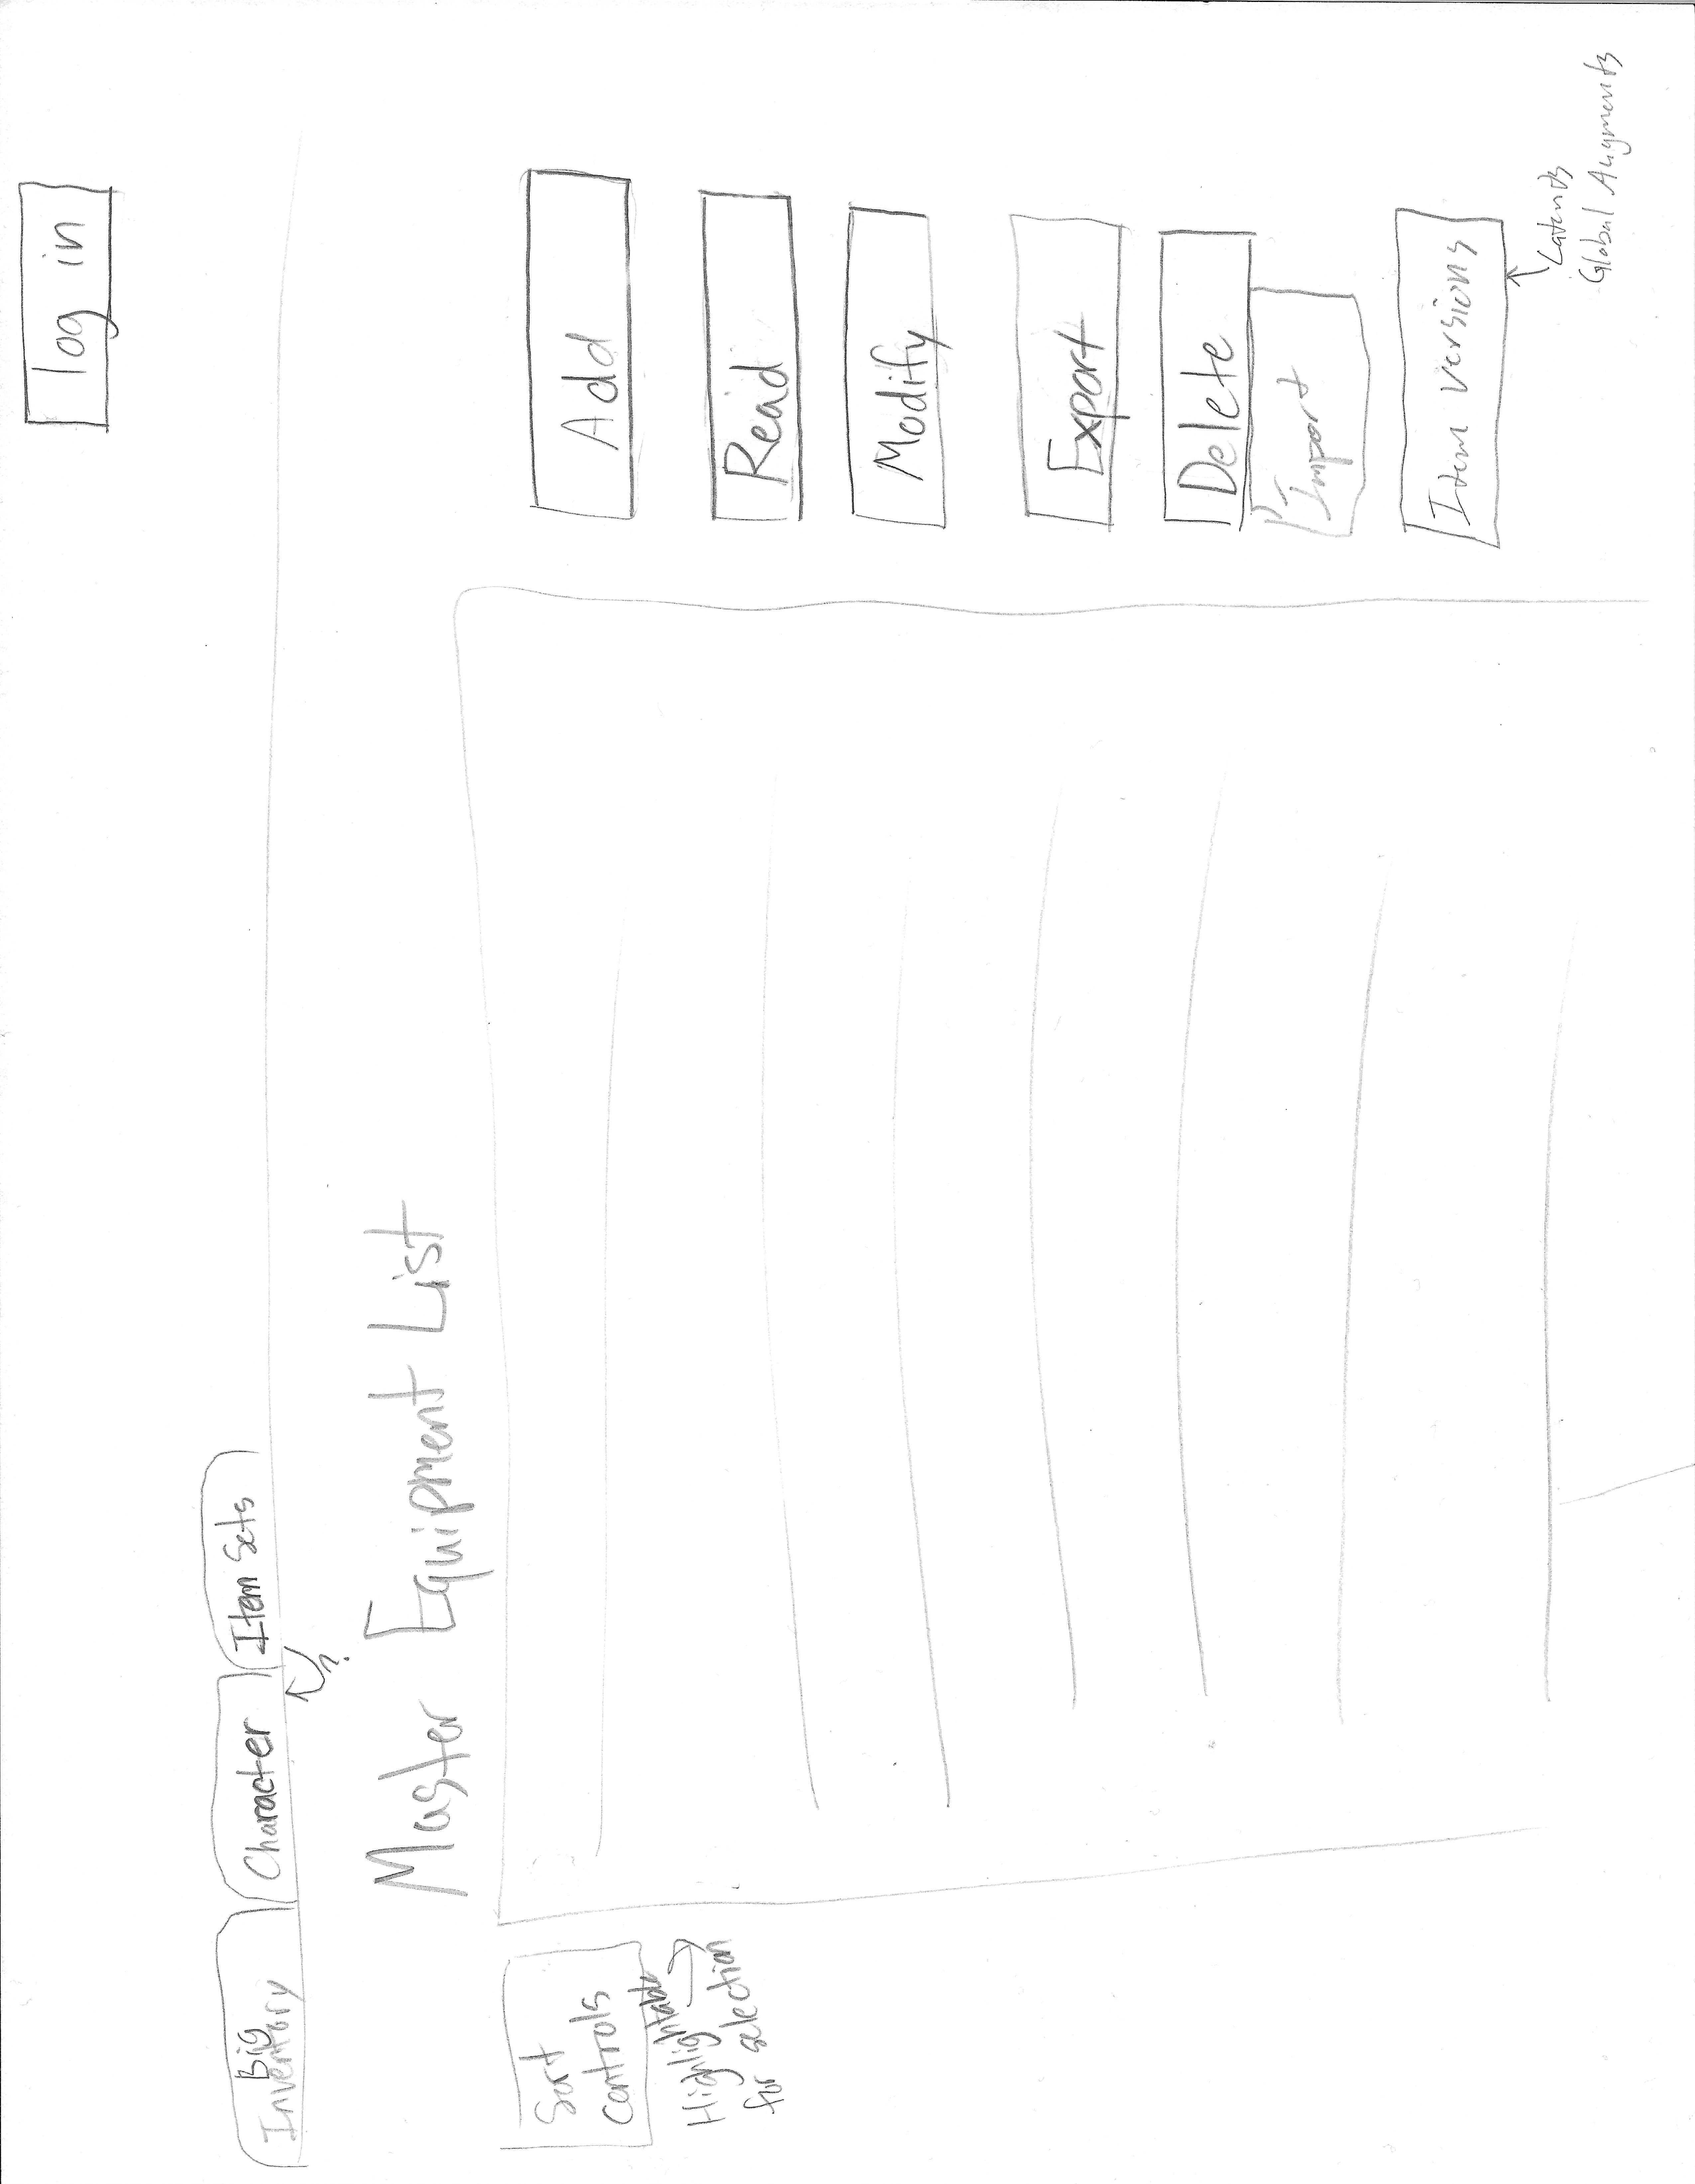 log in
Big
Inventory
Character
Item Sets
?
Master Equipment List
Sort
controls
Highlightable
for selection
Add
Read
Modify
Export
Delete
Import
Item Versions
Latents
Global Augments